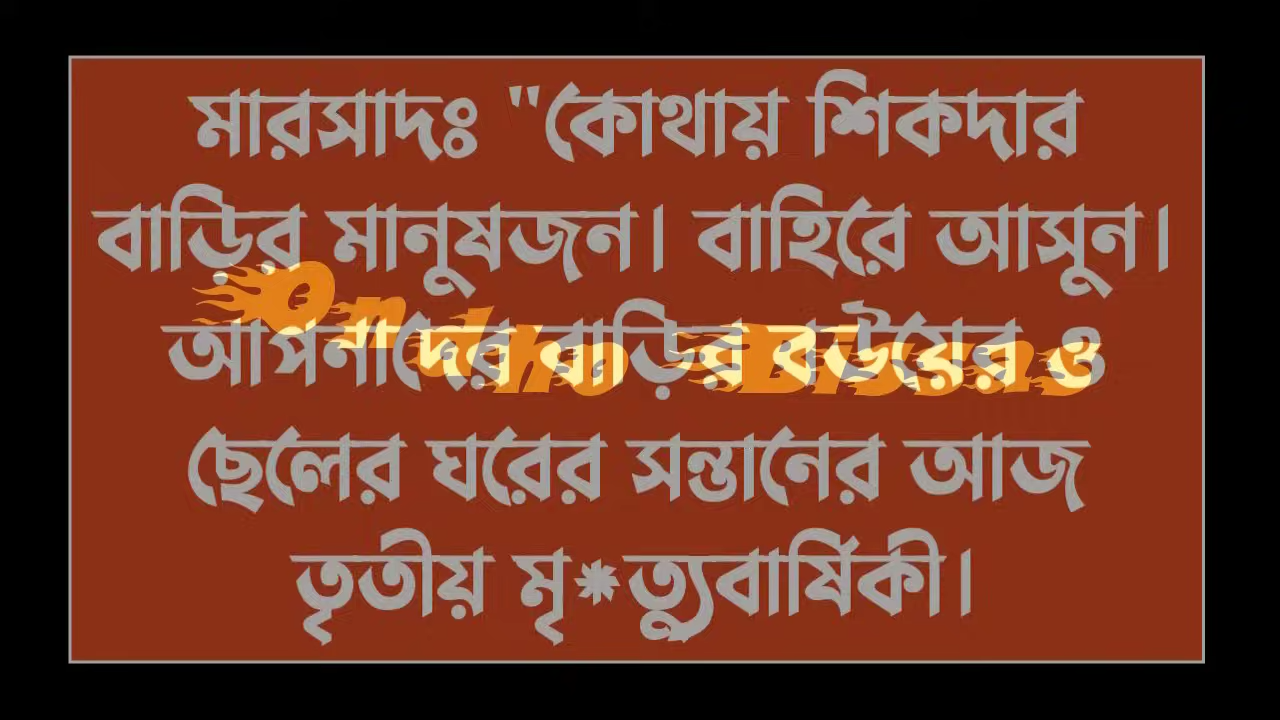 মারসাদঃ "কোথায় শিকদার
বাড়ির মানুষজন। বাহিরে আসুন।
আপনাদের বাড়ির বউয়ের ও
ছেলের ঘরের সন্তানের আজ
তৃতীয় মৃ*ত্যুবার্ষিকী।